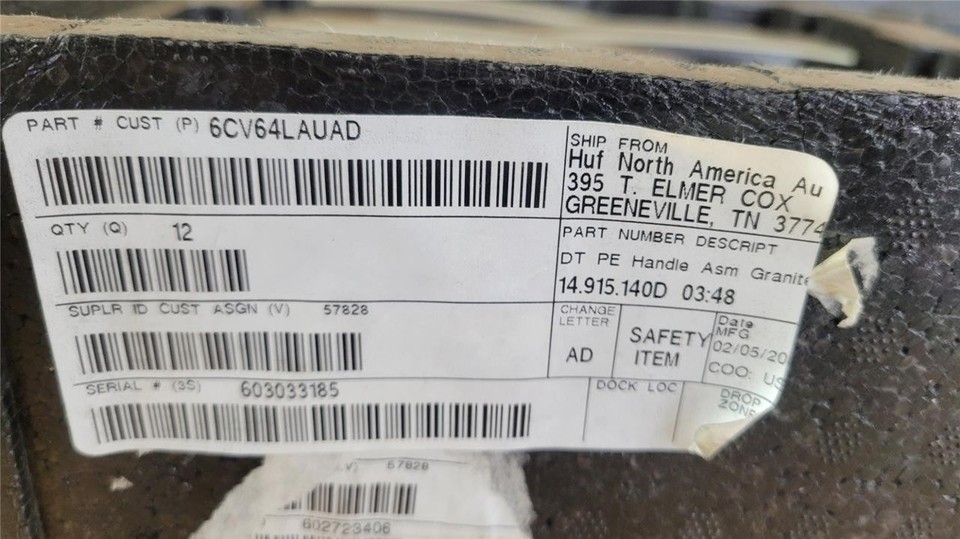 PART # CUST (P) 6CV64LAUAD
SHIP FROM
Huf North America Au
395 T. ELMER COX
GREENEVILLE, TN 3774
QTY (Q) 12
PART NUMBER DESCRIPT
DT PE Handle Asm Granite
14.915.140D 03:48
SUPLR ID CUST ASGN (V) 57828
CHANGE LETTER
AD
SAFETY
ITEM
Date
MFG
02/05/20
COO: US
SERIAL # (3S) 603033185
DOCK LOC
DROP
ZONE
V) 57828
602723406